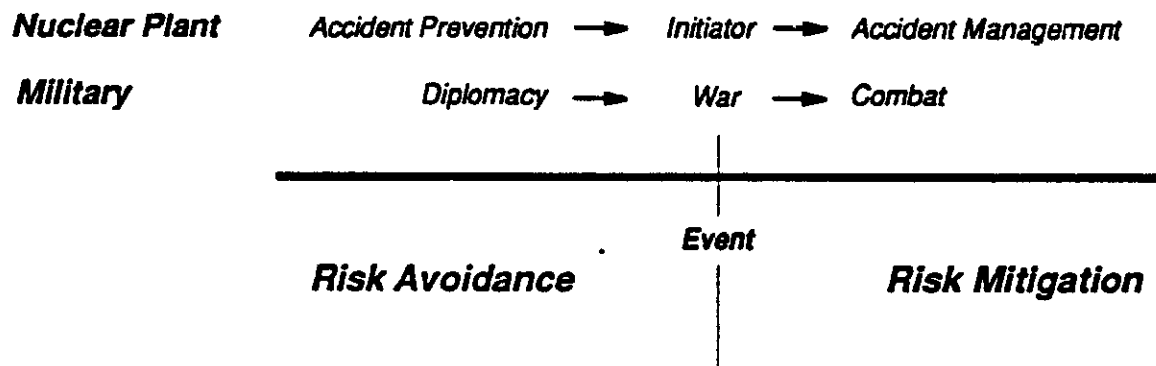 Nuclear Plant Accident Prevention → Initiator → Accident Management
Military Diplomacy → War → Combat
Event
Risk Avoidance Risk Mitigation